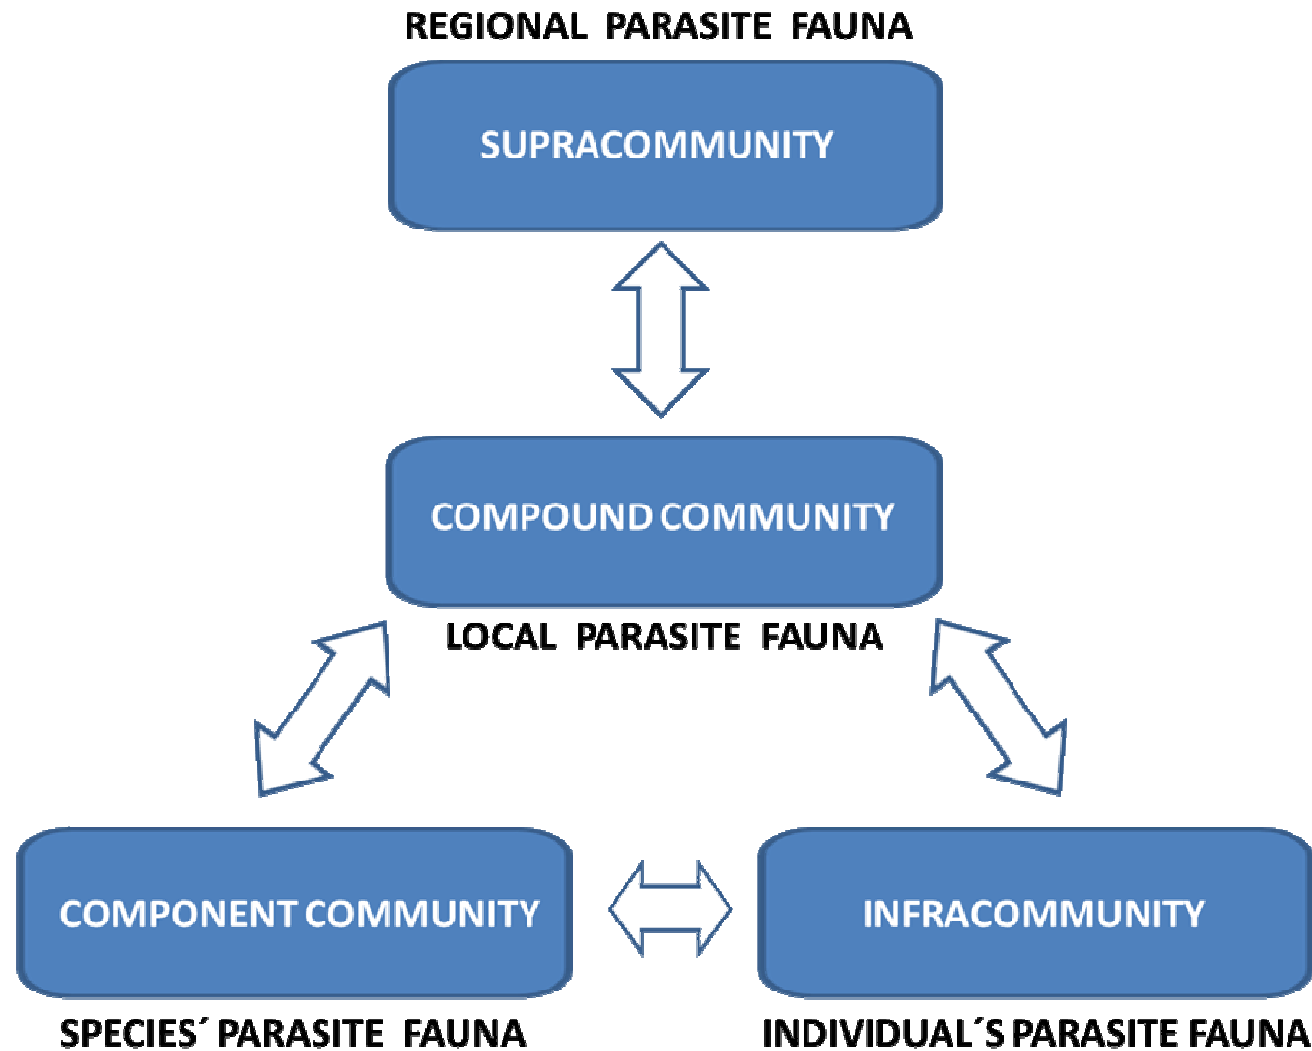 REGIONAL PARASITE FAUNA
SUPRACOMMUNITY
COMPOUND COMMUNITY
LOCAL PARASITE FAUNA
COMPONENT COMMUNITY
INFRACOMMUNITY
SPECIES´ PARASITE FAUNA
INDIVIDUAL´S PARASITE FAUNA